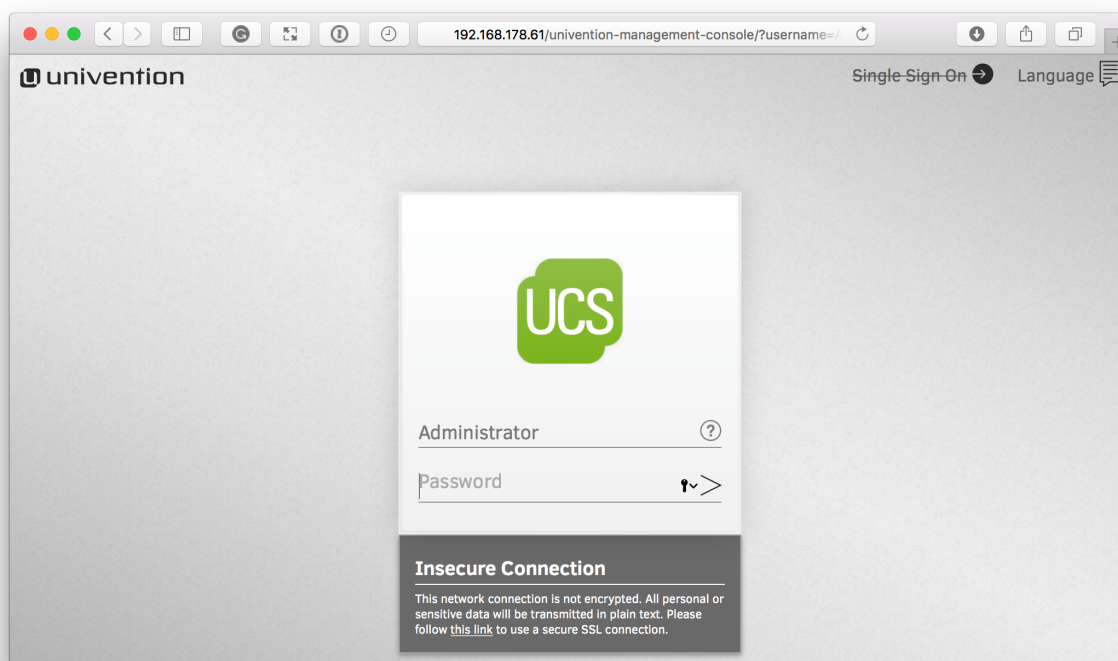 192.168.178.61/univention-management-console/?username=
univention
Single Sign On
Language
UCS
Administrator
?
Password
Insecure Connection
This network connection is not encrypted. All personal or
sensitive data will be transmitted in plain text. Please
follow this link to use a secure SSL connection.